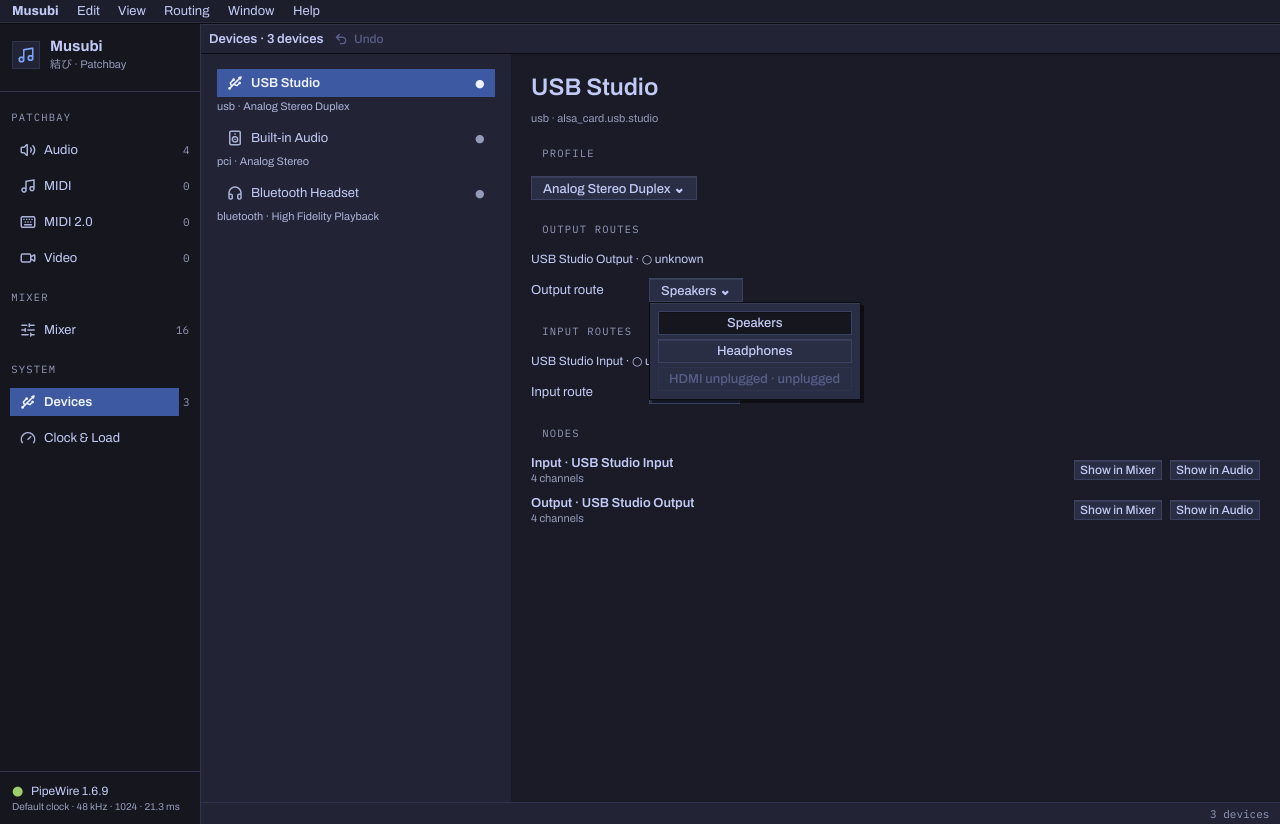 Musubi Edit View Routing Window Help
Musubi
結び · Patchbay
Devices · 3 devices Undo
PATCHBAY
Audio 4
MIDI 0
MIDI 2.0 0
Video 0
MIXER
Mixer 16
SYSTEM
Devices 3
Clock & Load
PipeWire 1.6.9
Default clock · 48 kHz · 1024 · 21.3 ms
USB Studio
usb · Analog Stereo Duplex
Built-in Audio
pci · Analog Stereo
Bluetooth Headset
bluetooth · High Fidelity Playback
USB Studio
usb · alsa_card.usb.studio
PROFILE
Analog Stereo Duplex
OUTPUT ROUTES
USB Studio Output · ○ unknown
Output route Speakers
Speakers
Headphones
HDMI unplugged · unplugged
INPUT ROUTES
USB Studio Input · ○
Input route
NODES
Input · USB Studio Input
4 channels
Show in Mixer Show in Audio
Output · USB Studio Output
4 channels
Show in Mixer Show in Audio
3 devices